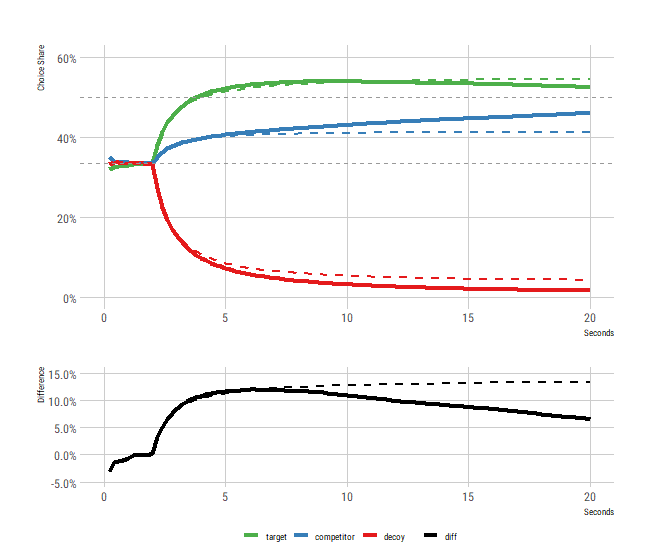 Choice Share
60%
40%
20%
0%
0 5 10 15 20
Seconds
Difference
15.0%
10.0%
5.0%
0.0%
-5.0%
0 5 10 15 20
Seconds
target competitor decoy diff